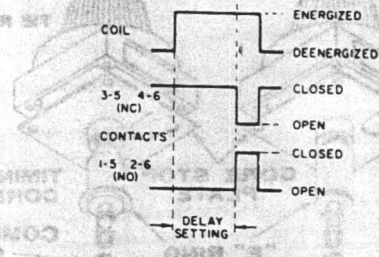 ENERGIZED
COIL
DEENERGIZED
3-5 4-6
(NC)
CLOSED
OPEN
CONTACTS
CLOSED
1-5 2-6
(NO)
OPEN
DELAY
SETTING